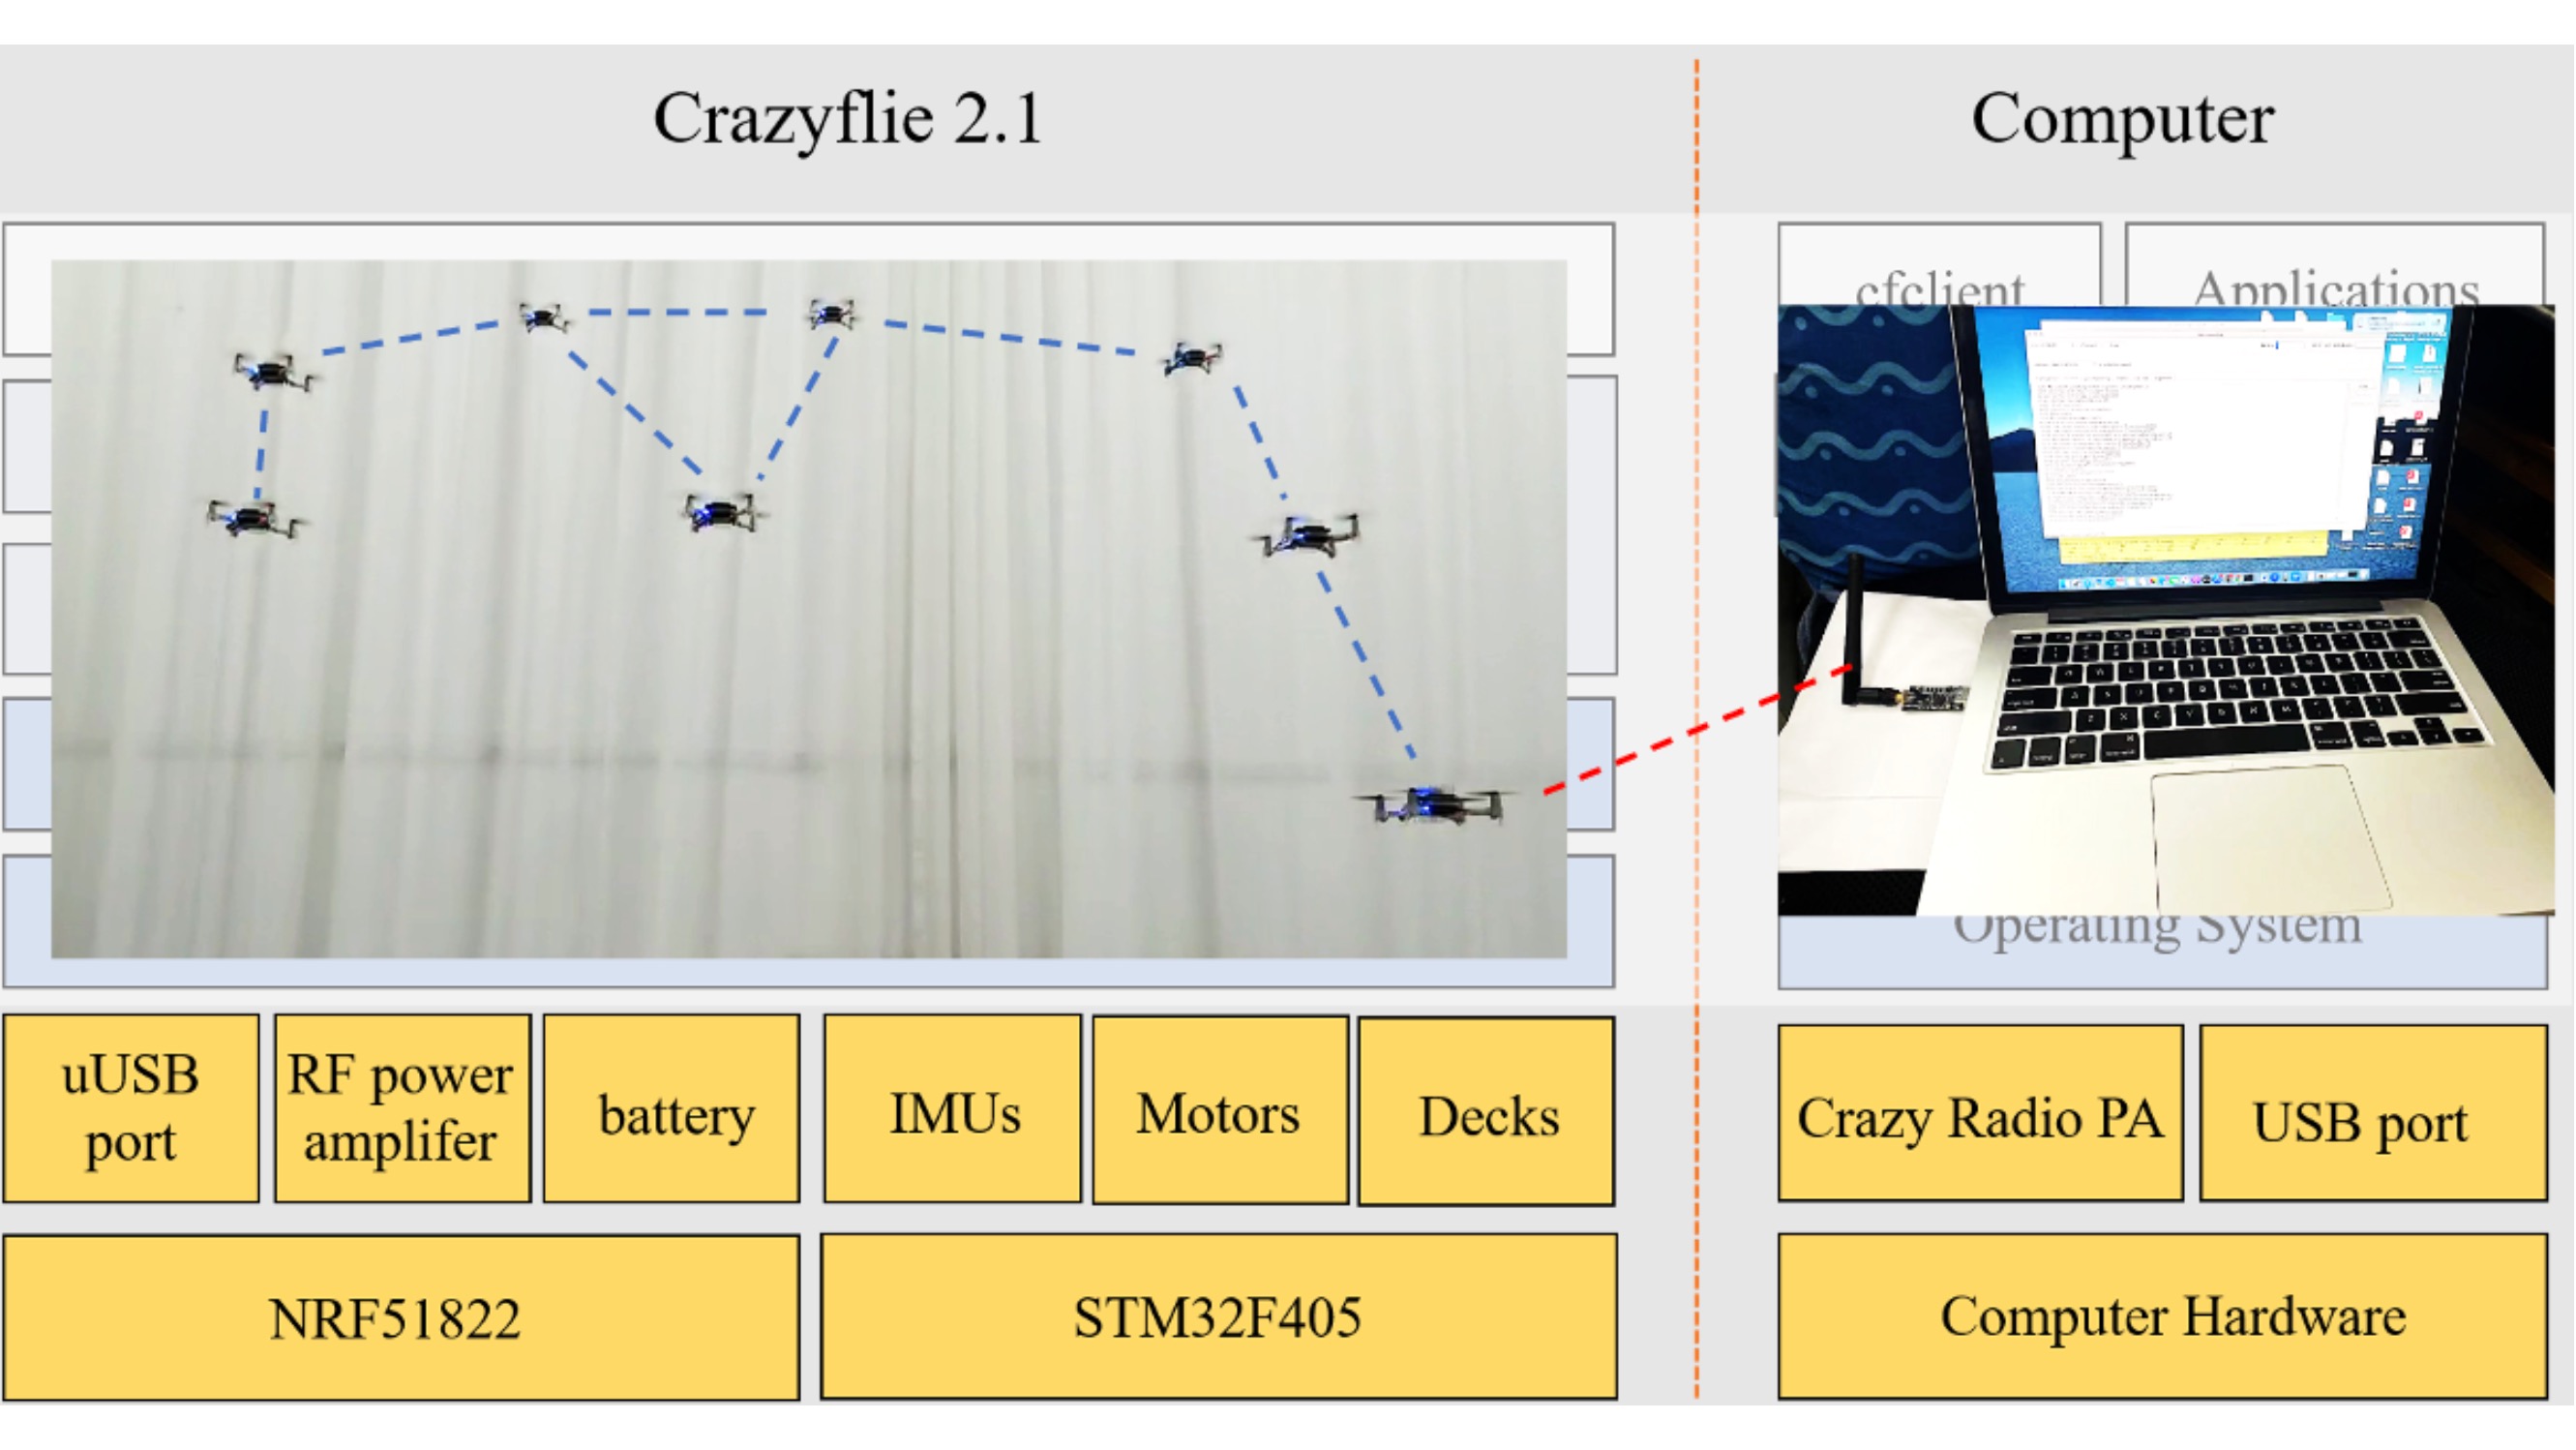 Crazyflie 2.1
Computer
cfclient
Applications
Operating System
uUSB
port
RF power
amplifer
battery
IMUs
Motors
Decks
Crazy Radio PA
USB port
NRF51822
STM32F405
Computer Hardware